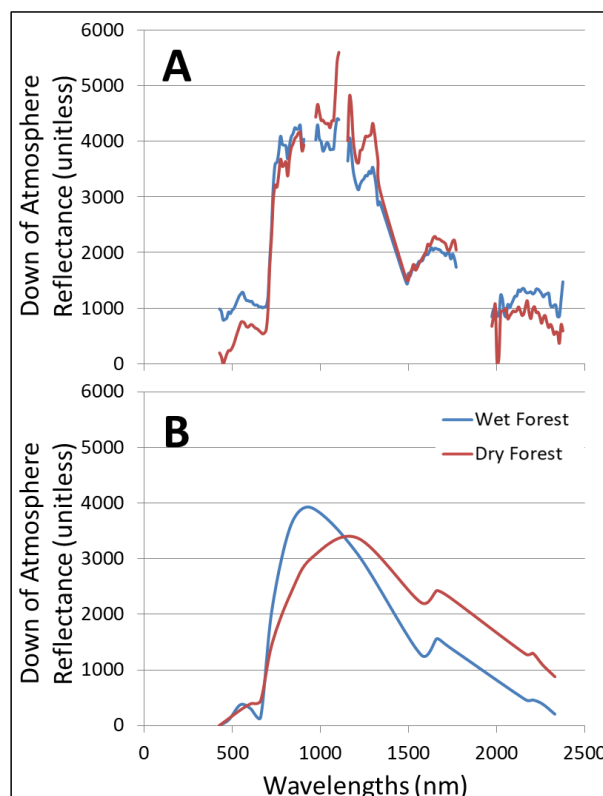 A
6000
5000
4000
3000
2000
1000
0
Down of Atmosphere
Reflectance (unitless)
B
6000
5000
4000
3000
2000
1000
0
Down of Atmosphere
Reflectance (unitless)
Wet Forest
Dry Forest
0 500 1000 1500 2000 2500
Wavelengths (nm)